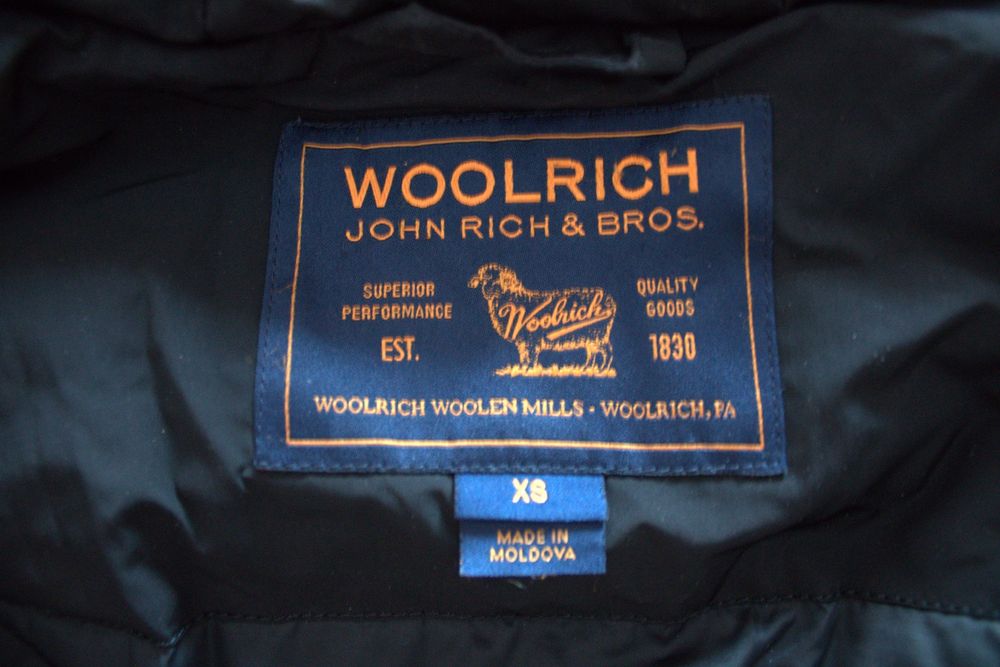 WOOLRICH
JOHN RICH & BROS.
SUPERIOR
PERFORMANCE
EST.
Woolrich
QUALITY
GOODS
1830
WOOLRICH WOOLEN MILLS - WOOLRICH, PA
XS
MADE IN
MOLDOVA